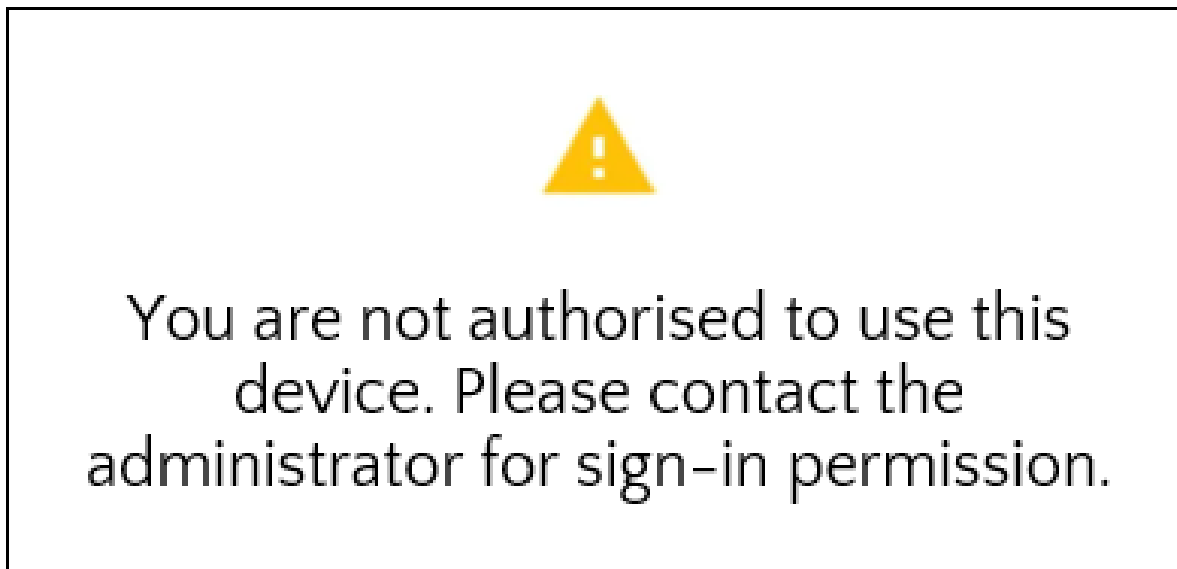 You are not authorised to use this
device. Please contact the
administrator for sign-in permission.